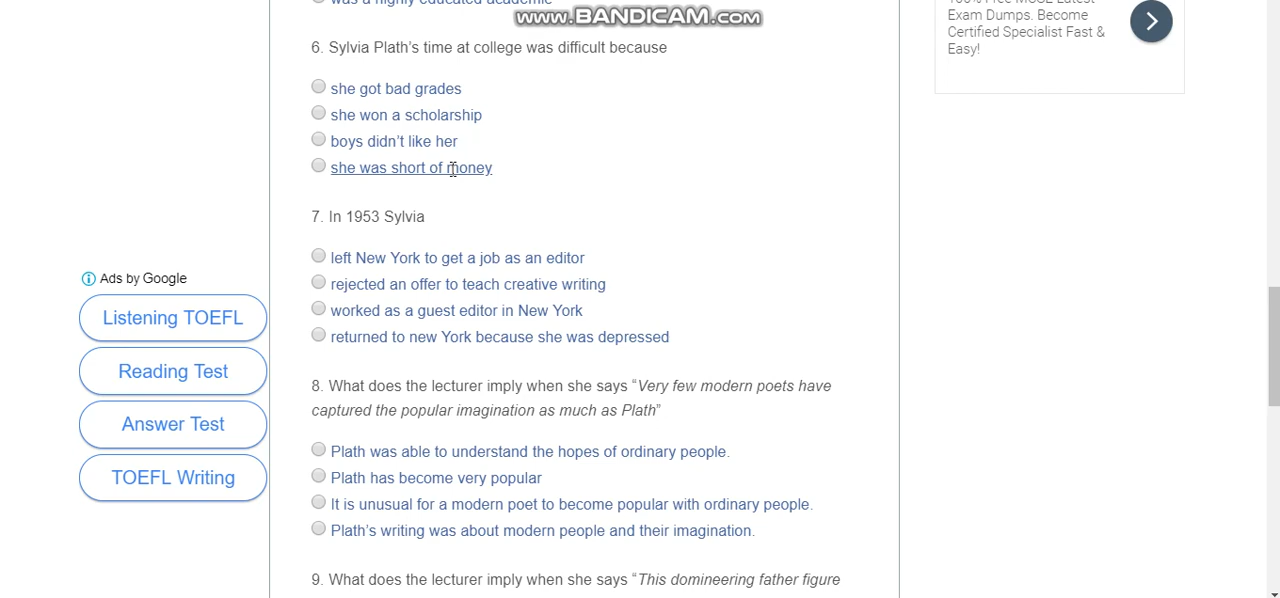 was a highly educated academic
www.BANDICAM.com
6. Sylvia Plath's time at college was difficult because
she got bad grades
she won a scholarship
boys didn't like her
she was short of money
7. In 1953 Sylvia
left New York to get a job as an editor
rejected an offer to teach creative writing
worked as a guest editor in New York
returned to new York because she was depressed
8. What does the lecturer imply when she says “Very few modern poets have
captured the popular imagination as much as Plath”
Plath was able to understand the hopes of ordinary people.
Plath has become very popular
It is unusual for a modern poet to become popular with ordinary people.
Plath's writing was about modern people and their imagination.
9. What does the lecturer imply when she says “This domineering father figure
Ads by Google
Listening TOEFL
Reading Test
Answer Test
TOEFL Writing
100% Free MCSE Latest
Exam Dumps. Become
Certified Specialist Fast &
Easy!